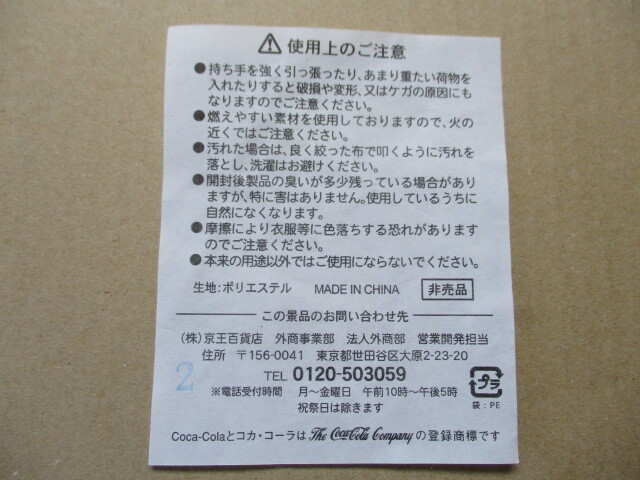 ⚠ 使用上のご注意
●持ち手を強く引っ張ったり、あまり重たい荷物を
入れたりすると破損や変形、又はケガの原因にも
なりますのでご注意ください。
●燃えやすい素材を使用しておりますので、火の
近くではご注意ください。
●汚れた場合は、良く絞った布で叩くように汚れを
落とし、洗濯はお避けください。
●開封後製品の臭いが多少残っている場合があり
ますが、特に害はありません。使用しているうちに
自然になくなります。
●摩擦により衣服等に色落ちする恐れがあります
のでご注意ください。
●本来の用途以外ではご使用にならないでください。
生地：ポリエステル MADE IN CHINA 非売品
この景品のお問い合わせ先
（株）京王百貨店 外商事業部 法人外商部 営業開発担当
住所 〒156-0041 東京都世田谷区大原2-23-20
TEL 0120-503059
※電話受付時間 月〜金曜日 午前10時〜午後5時
祝祭日は除きます
2
プラ
袋：PE
Coca-Colaとコカ・コーラは The Coca-Cola Company の登録商標です